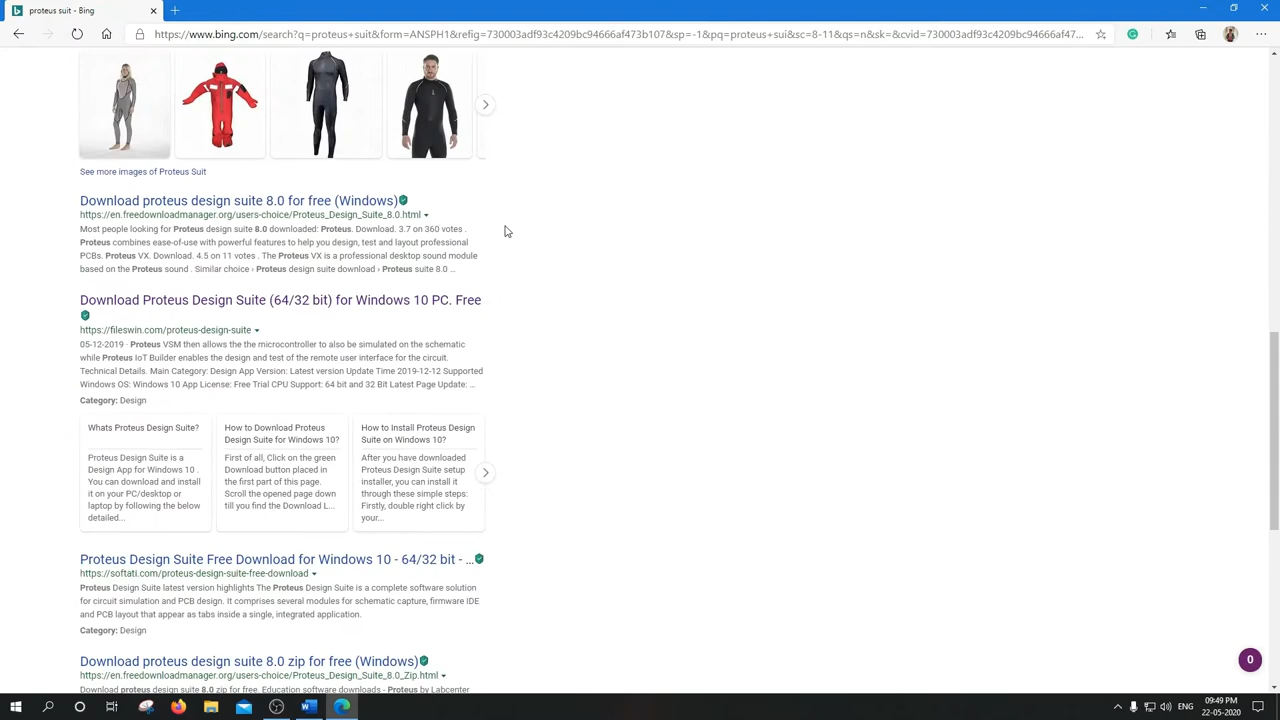 proteus suit - Bing
https://www.bing.com/search?q=proteus+suit&form=ANSPH1&refig=730003adf93c4209bc94666af473b107&sp=-1&pq=proteus+sui&sc=8-11&qs=n&sk=&cvid=730003adf93c4209bc94666af473b107...
See more images of Proteus Suit
Download proteus design suite 8.0 for free (Windows)
https://en.freedownloadmanager.org/users-choice/Proteus_Design_Suite_8.0.html
Most people looking for Proteus design suite 8.0 downloaded: Proteus. Download. 3.7 on 360 votes .
Proteus combines ease-of-use with powerful features to help you design, test and layout professional
PCBs. Proteus VX. Download. 4.5 on 11 votes . The Proteus VX is a professional desktop sound module
based on the Proteus sound . Similar choice › Proteus design suite download › Proteus suite 8.0 ...
Download Proteus Design Suite (64/32 bit) for Windows 10 PC. Free
https://fileswin.com/proteus-design-suite
05-12-2019 · Proteus VSM then allows the the microcontroller to also be simulated on the schematic
while Proteus IoT Builder enables the design and test of the remote user interface for the circuit.
Technical Details. Main Category: Design App Version: Latest version Update Time 2019-12-12 Supported
Windows OS: Windows 10 App License: Free Trial CPU Support: 64 bit and 32 Bit Latest Page Update: ...
Category: Design
Whats Proteus Design Suite?
Proteus Design Suite is a
Design App for Windows 10 .
You can download and install
it on your PC/desktop or
laptop by following the below
detailed...
How to Download Proteus
Design Suite for Windows 10?
First of all, Click on the green
Download button placed in
the first part of this page.
Scroll the opened page down
till you find the Download L...
How to Install Proteus Design
Suite on Windows 10?
After you have downloaded
Proteus Design Suite setup
installer, you can install it
through these simple steps:
Firstly, double right click by
your...
Proteus Design Suite Free Download for Windows 10 - 64/32 bit - ...
https://softati.com/proteus-design-suite-free-download
Proteus Design Suite latest version highlights The Proteus Design Suite is a complete software solution
for circuit simulation and PCB design. It comprises several modules for schematic capture, firmware IDE
and PCB layout that appear as tabs inside a single, integrated application.
Category: Design
Download proteus design suite 8.0 zip for free (Windows)
https://en.freedownloadmanager.org/users-choice/Proteus_Design_Suite_8.0_Zip.html
Download proteus design suite 8.0 zip for free. Education software downloads - Proteus by Labcenter
0
ENG
09:49 PM
22-05-2020